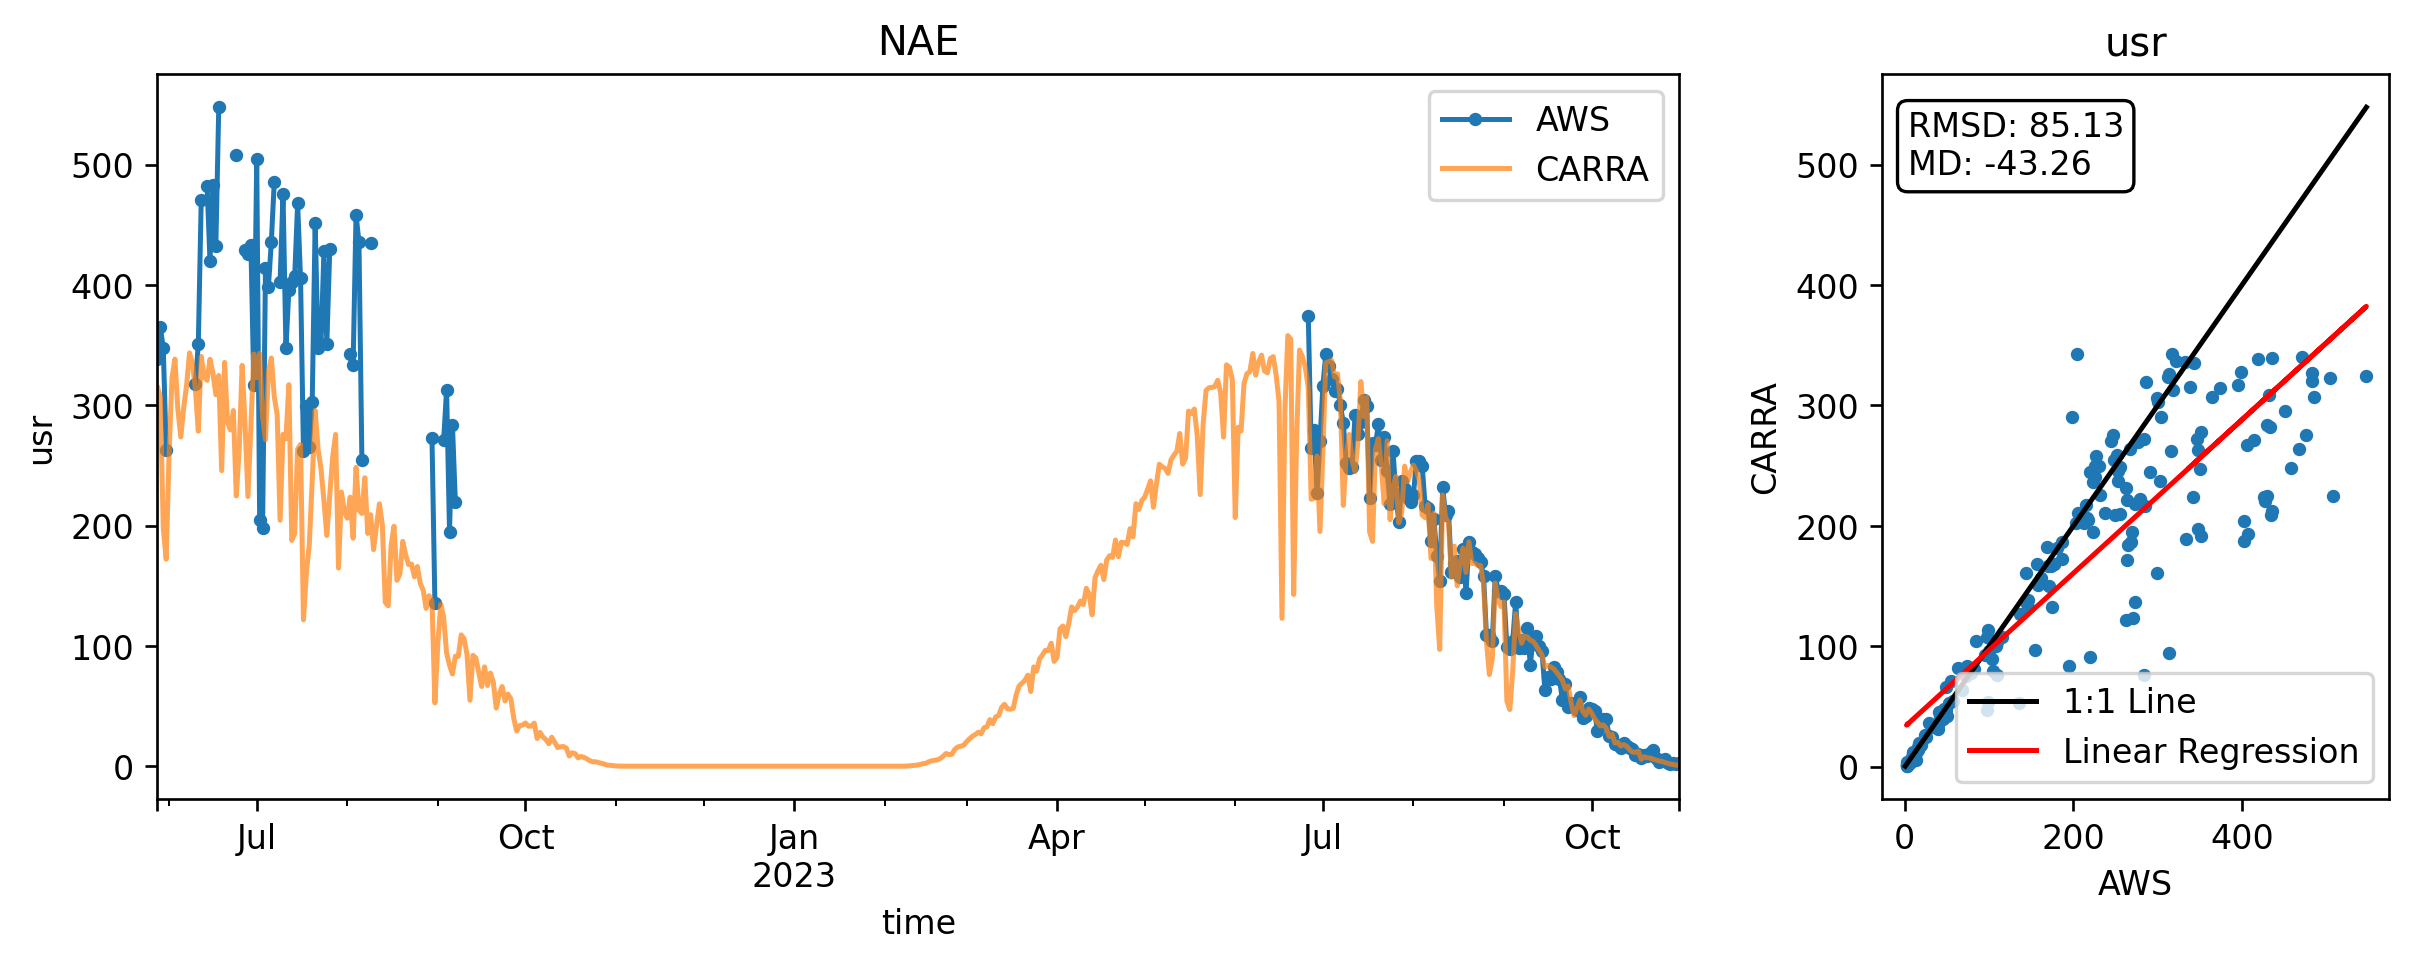 NAE
usr
500
400
300
200
100
0
AWS
CARRA
Jul
Oct
Jan
2023
Apr
Jul
Oct
time
usr
CARRA
500
400
300
200
100
0
RMSD: 85.13
MD: -43.26
1:1 Line
Linear Regression
0
200
400
AWS